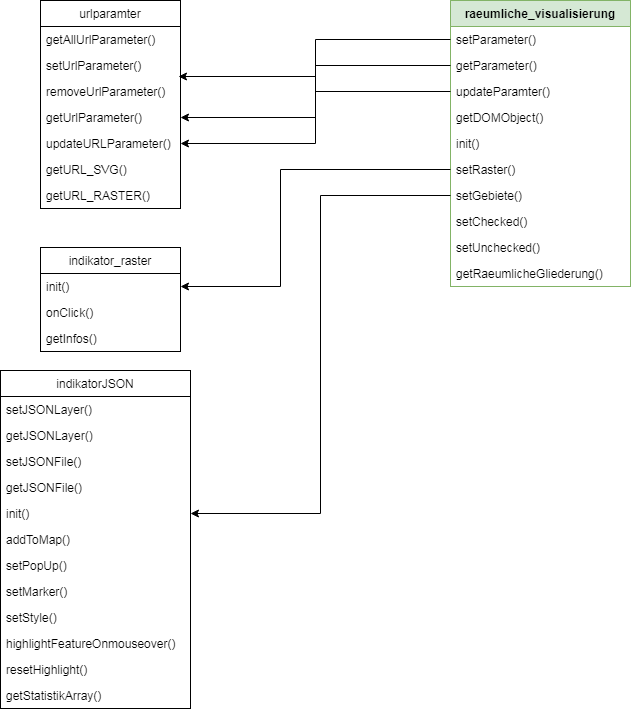 urlparamter
getAllUrlParameter()
setUrlParameter()
removeUrlParameter()
getUrlParameter()
updateURLParameter()
getURL_SVG()
getURL_RASTER()
raeumliche_visualisierung
setParameter()
getParameter()
updateParamter()
getDOMObject()
init()
setRaster()
setGebiete()
setChecked()
setUnchecked()
getRaeumlicheGliederung()
indikator_raster
init()
onClick()
getInfos()
indikatorJSON
setJSONLayer()
getJSONLayer()
setJSONFile()
getJSONFile()
init()
addToMap()
setPopUp()
setMarker()
setStyle()
highlightFeatureOnmouseover()
resetHighlight()
getStatistikArray()